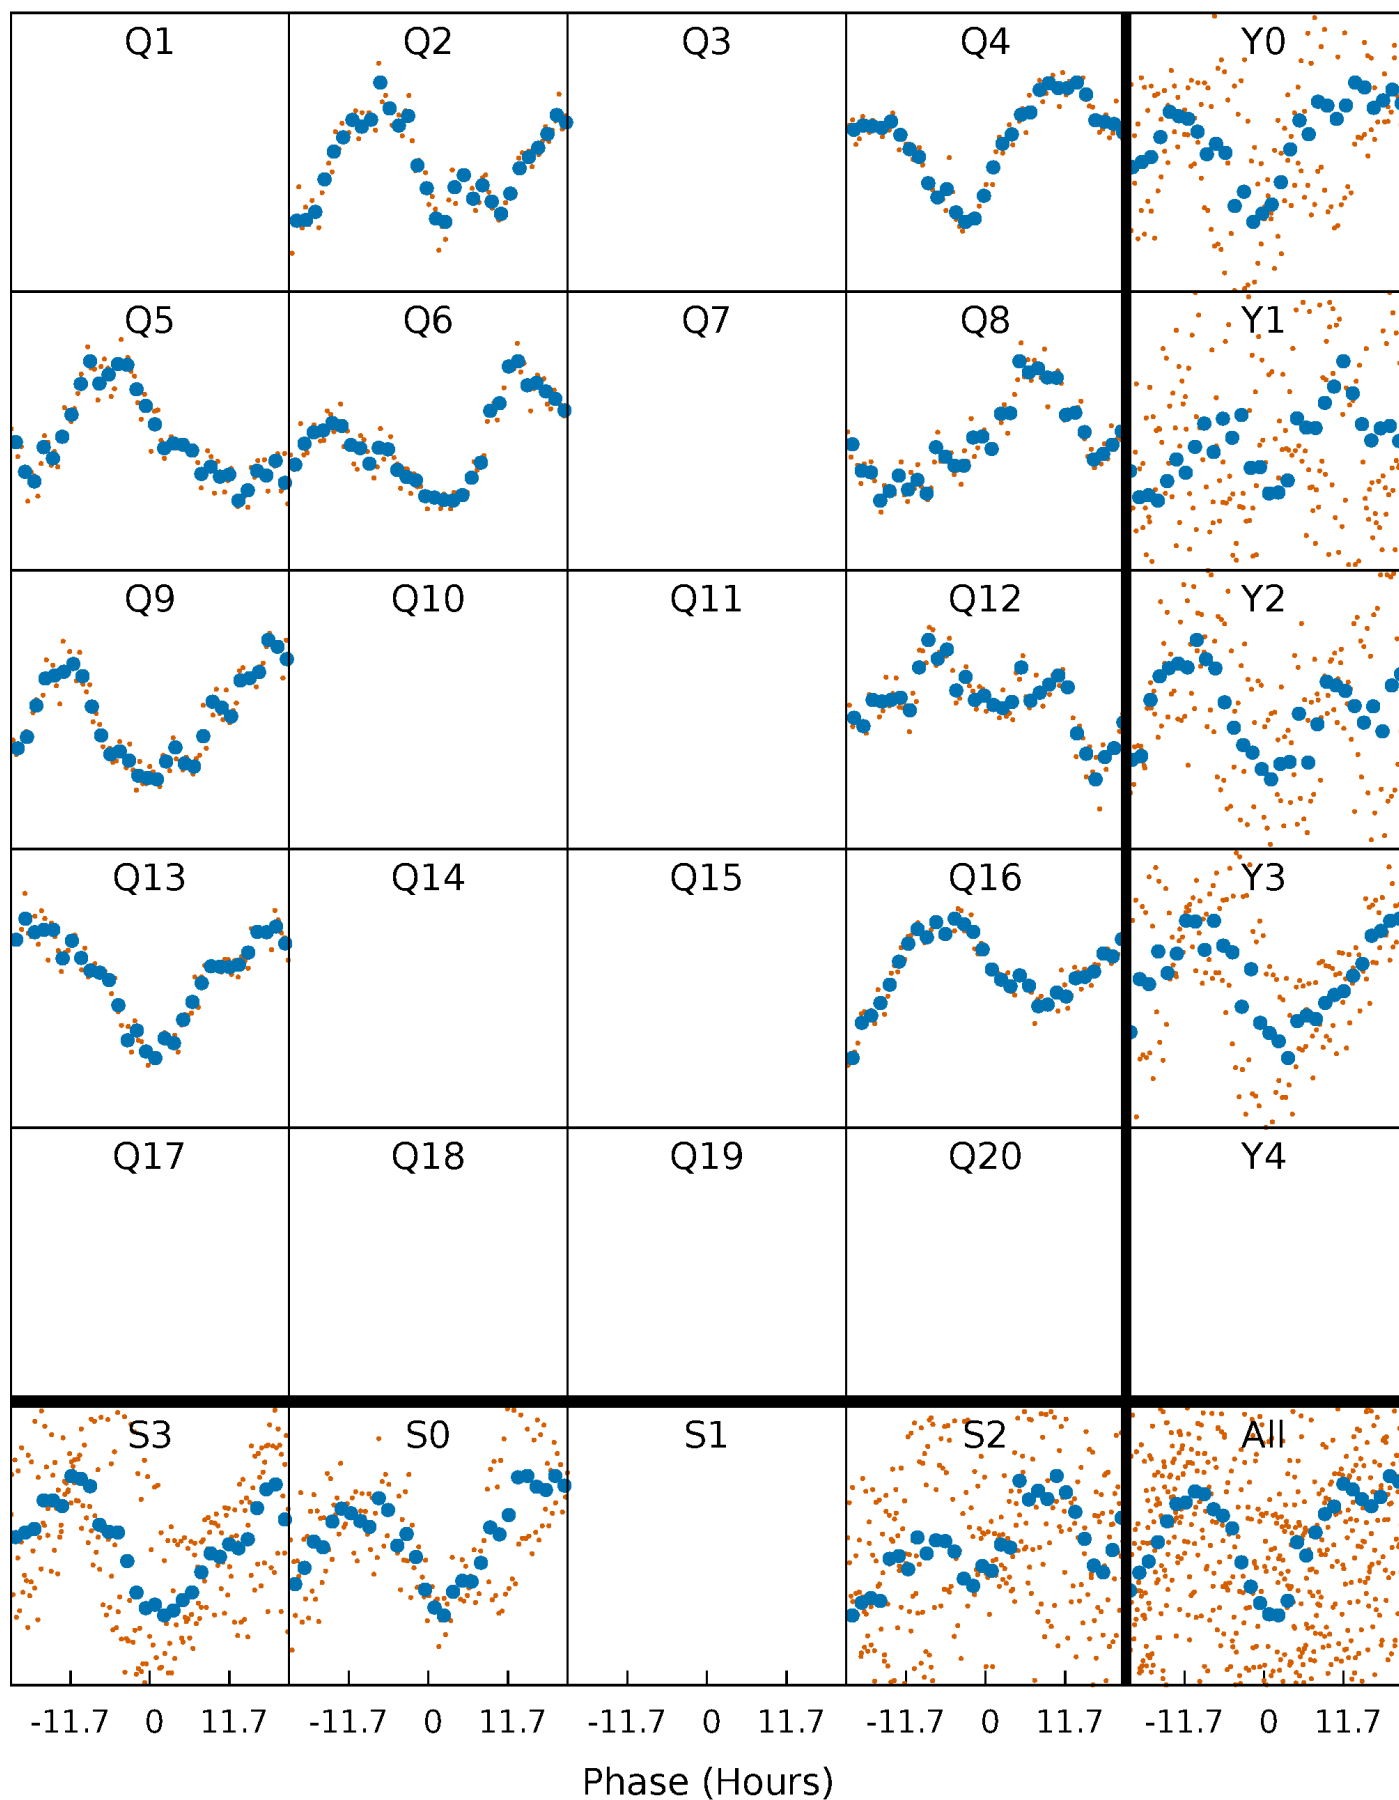 Q1 Q2 Q3 Q4 Y0
Q5 Q6 Q7 Q8 Y1
Q9 Q10 Q11 Q12 Y2
Q13 Q14 Q15 Q16 Y3
Q17 Q18 Q19 Q20 Y4
S3 S0 S1 S2 All
-11.7 0 11.7 -11.7 0 11.7 -11.7 0 11.7 -11.7 0 11.7 -11.7 0 11.7
Phase (Hours)